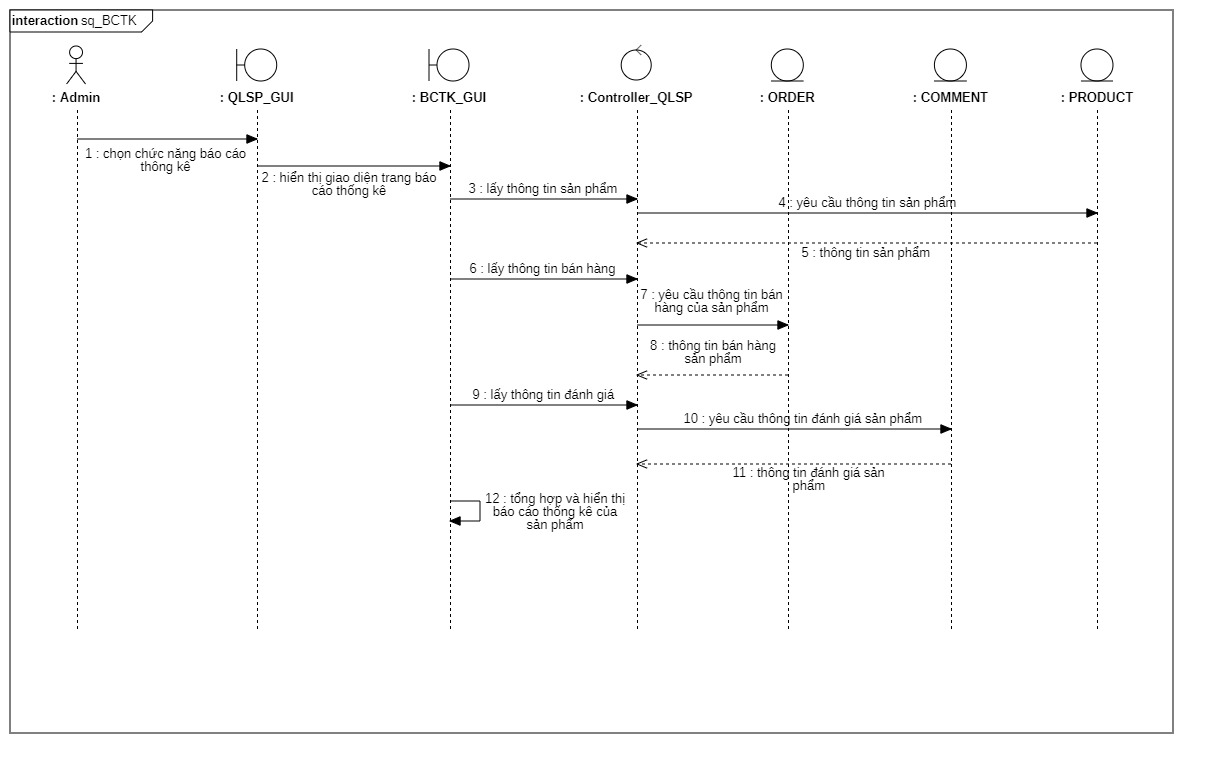 interaction sq_BCTK
: Admin
: QLSP_GUI
: BCTK_GUI
: Controller_QLSP
: ORDER
: COMMENT
: PRODUCT
1 : chọn chức năng báo cáo
thông kê
2 : hiển thị giao diện trang báo
cáo thống kê
3 : lấy thông tin sản phẩm
4 : yêu cầu thông tin sản phẩm
5 : thông tin sản phẩm
6 : lấy thông tin bán hàng
7 : yêu cầu thông tin bán
hàng của sản phẩm
8 : thông tin bán hàng
sản phẩm
9 : lấy thông tin đánh giá
10 : yêu cầu thông tin đánh giá sản phẩm
11 : thông tin đánh giá sản
phẩm
12 : tổng hợp và hiển thị
báo cáo thống kê của
sản phẩm